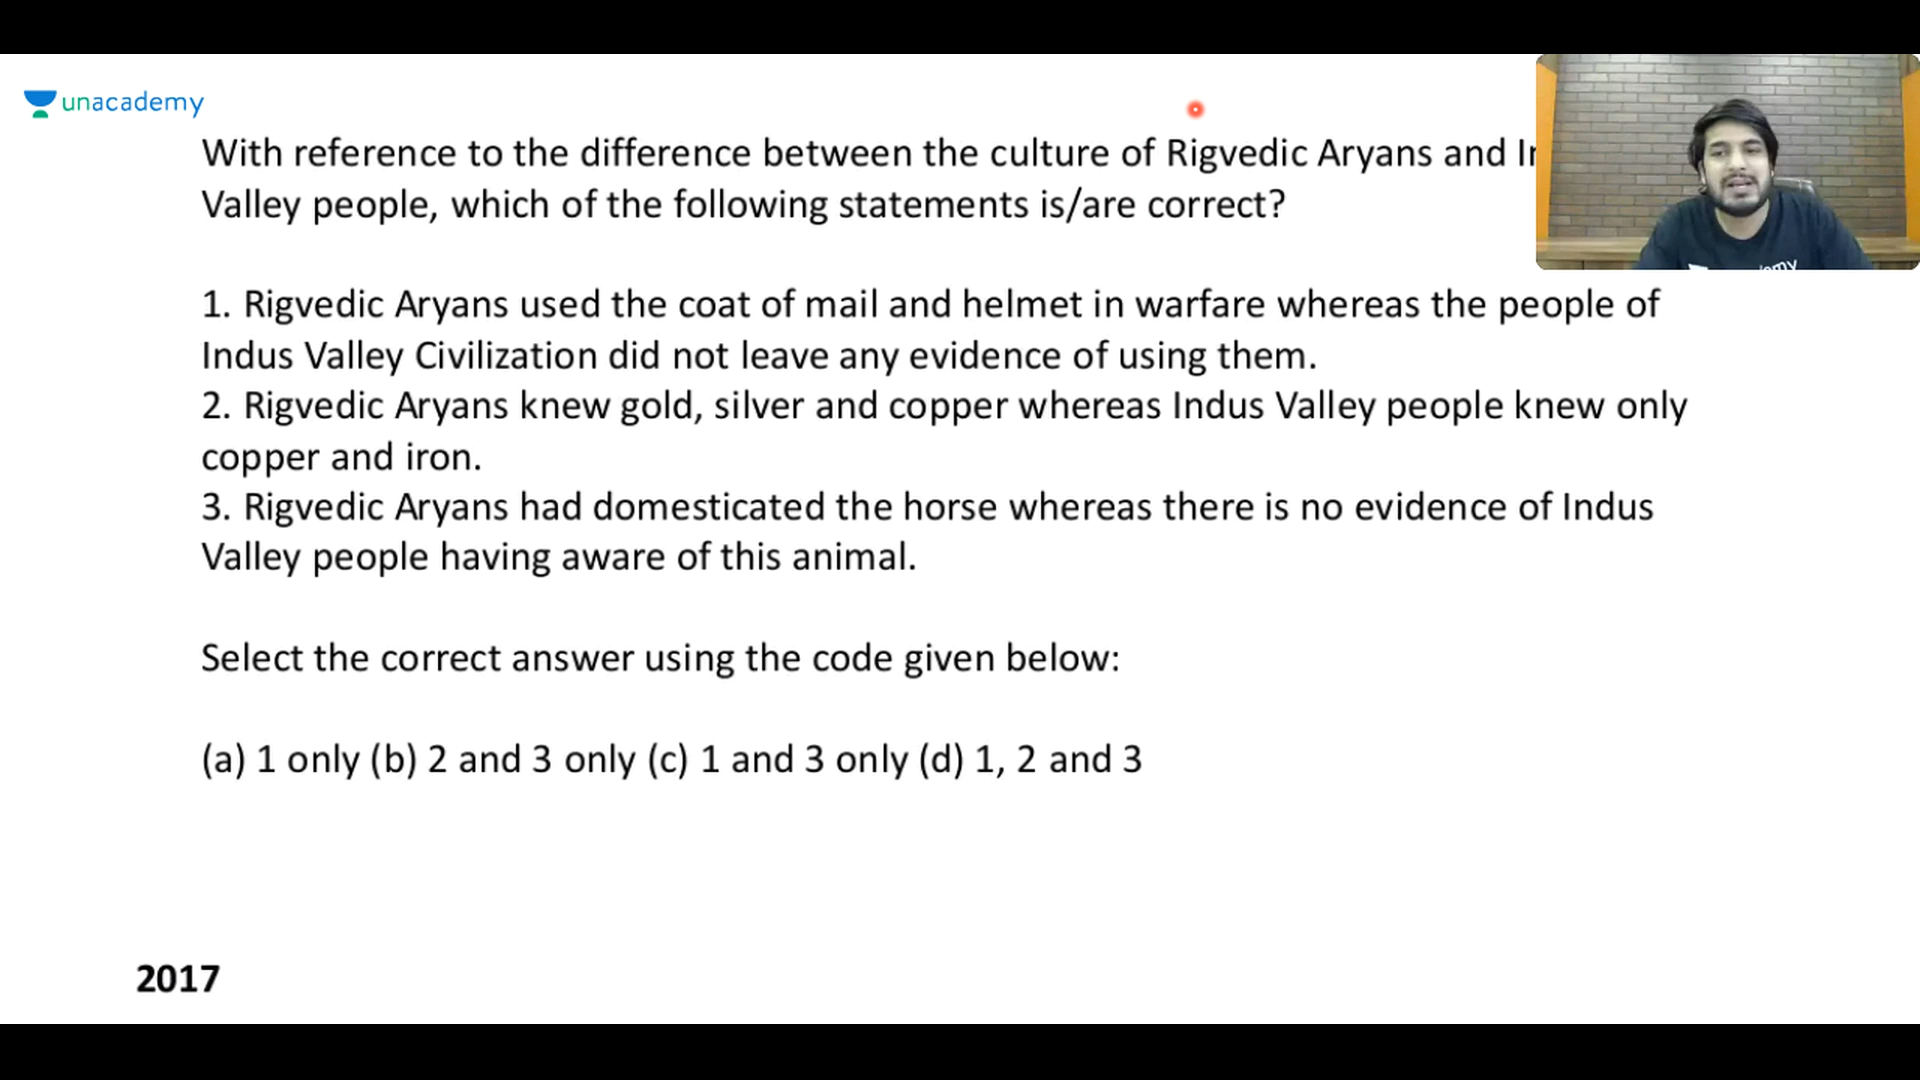 unacademy
With reference to the difference between the culture of Rigvedic Aryans and
Valley people, which of the following statements is/are correct?
1. Rigvedic Aryans used the coat of mail and helmet in warfare whereas the people of
Indus Valley Civilization did not leave any evidence of using them.
2. Rigvedic Aryans knew gold, silver and copper whereas Indus Valley people knew only
copper and iron.
3. Rigvedic Aryans had domesticated the horse whereas there is no evidence of Indus
Valley people having aware of this animal.
Select the correct answer using the code given below:
(a) 1 only (b) 2 and 3 only (c) 1 and 3 only (d) 1, 2 and 3
2017